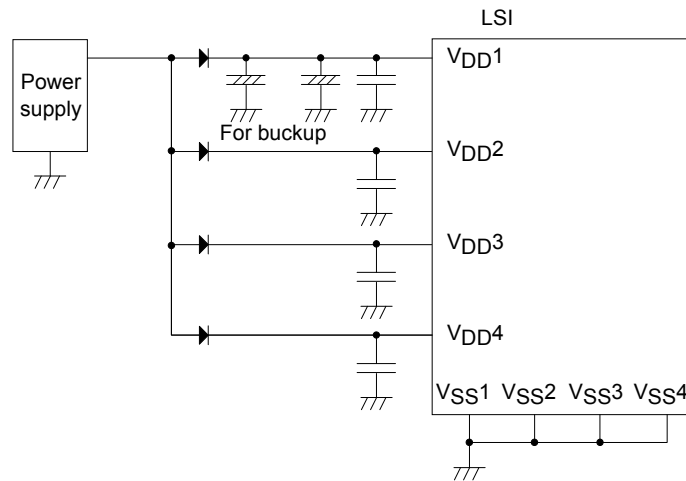 LSI
Power
supply
VDD1
For buckup
VDD2
VDD3
VDD4
VSS1 VSS2 VSS3 VSS4